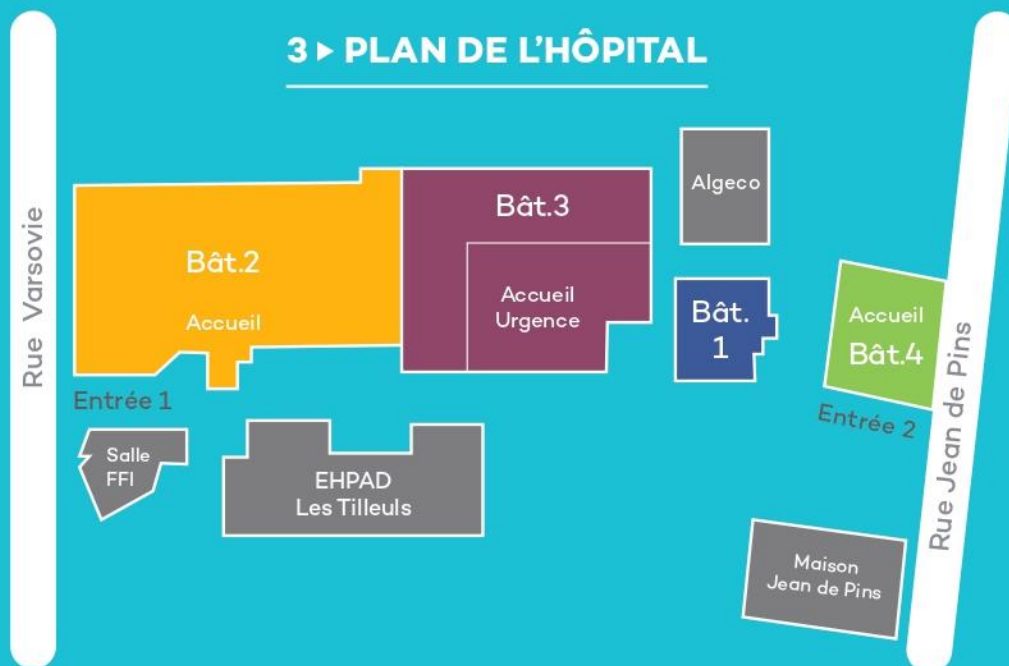 3 ▸ PLAN DE L'HÔPITAL
Rue Varsovie
Bât.2
Accueil
Bât.3
Accueil
Urgence
Algeco
Bât.
1
Accueil
Bât.4
Entrée 1
Entrée 2
Rue Jean de Pins
Salle
FFI
EHPAD
Les Tilleuls
Maison
Jean de Pins